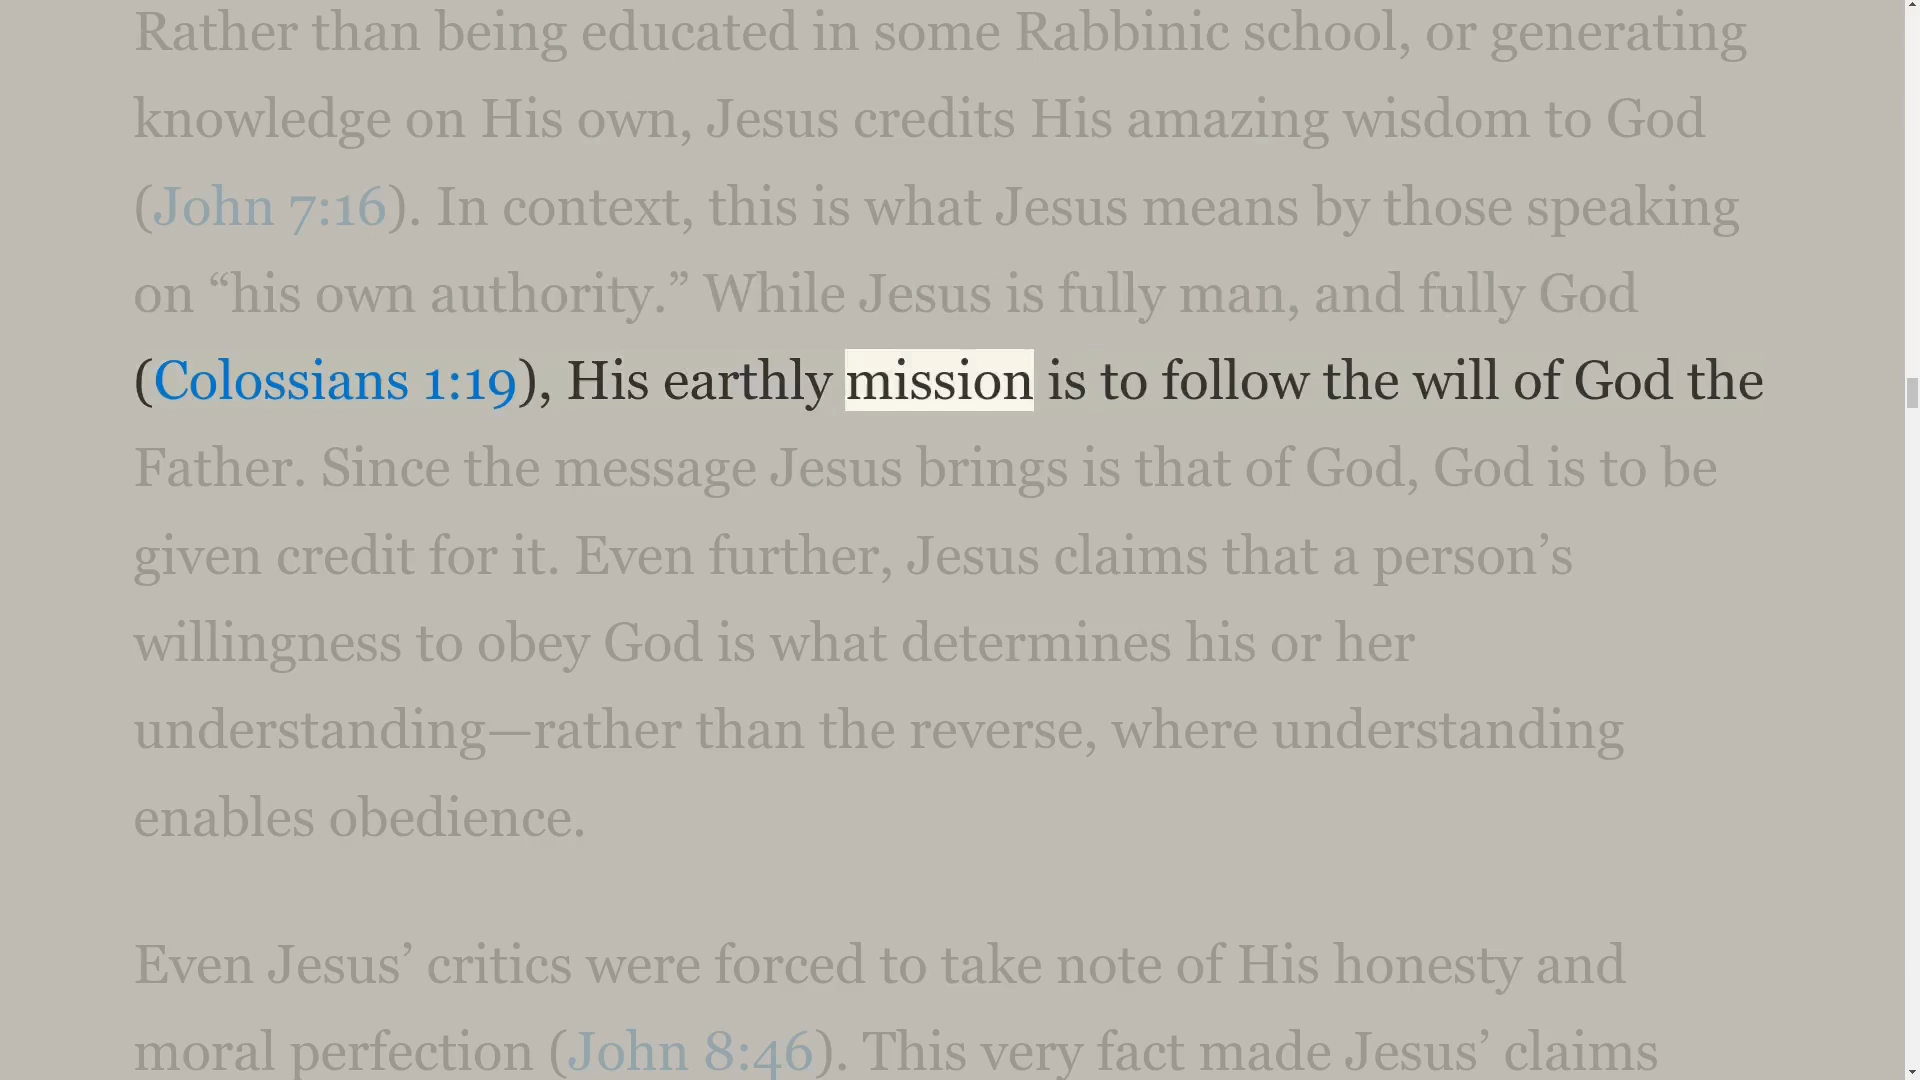 Rather than being educated in some Rabbinic school, or generating
knowledge on His own, Jesus credits His amazing wisdom to God
(John 7:16). In context, this is what Jesus means by those speaking
on “his own authority.” While Jesus is fully man, and fully God
(Colossians 1:19), His earthly mission is to follow the will of God the
Father. Since the message Jesus brings is that of God, God is to be
given credit for it. Even further, Jesus claims that a person’s
willingness to obey God is what determines his or her
understanding—rather than the reverse, where understanding
enables obedience.
Even Jesus’ critics were forced to take note of His honesty and
moral perfection (John 8:46). This very fact made Jesus’ claims